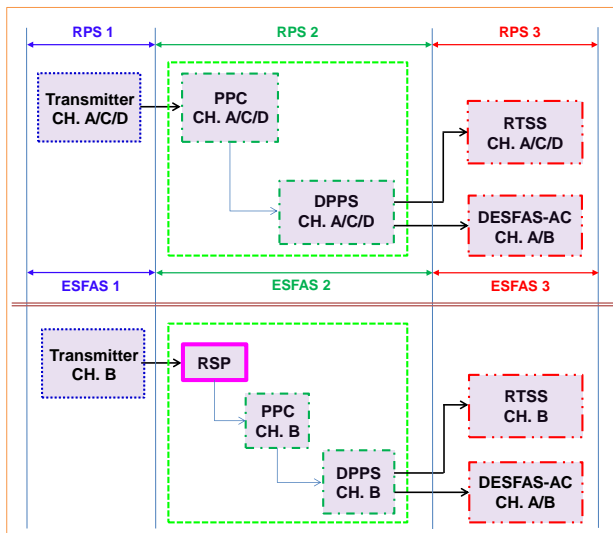 RPS 1
RPS 2
RPS 3
Transmitter
CH. A/C/D
PPC
CH. A/C/D
DPPS
CH. A/C/D
RTSS
CH. A/C/D
DESFAS-AC
CH. A/B
ESFAS 1
ESFAS 2
ESFAS 3
Transmitter
CH. B
RSP
PPC
CH. B
DPPS
CH. B
RTSS
CH. B
DESFAS-AC
CH. A/B